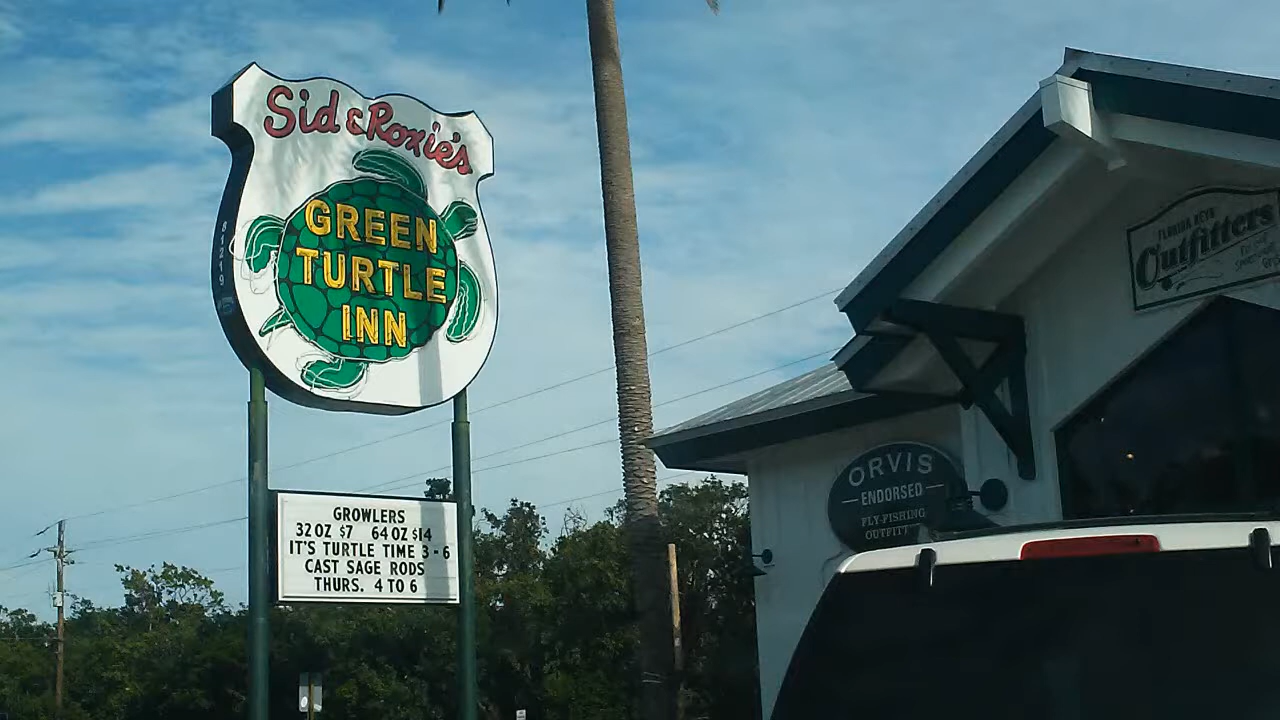 Sid & Roxie's
GREEN
TURTLE
INN
GROWLERS
32 OZ $7 64 OZ $14
IT'S TURTLE TIME 3-6
CAST SAGE RODS
THURS. 4 TO 6
FLORIDA KEYS
Outfitters
ORVIS
ENDORSED
FLY-FISHING